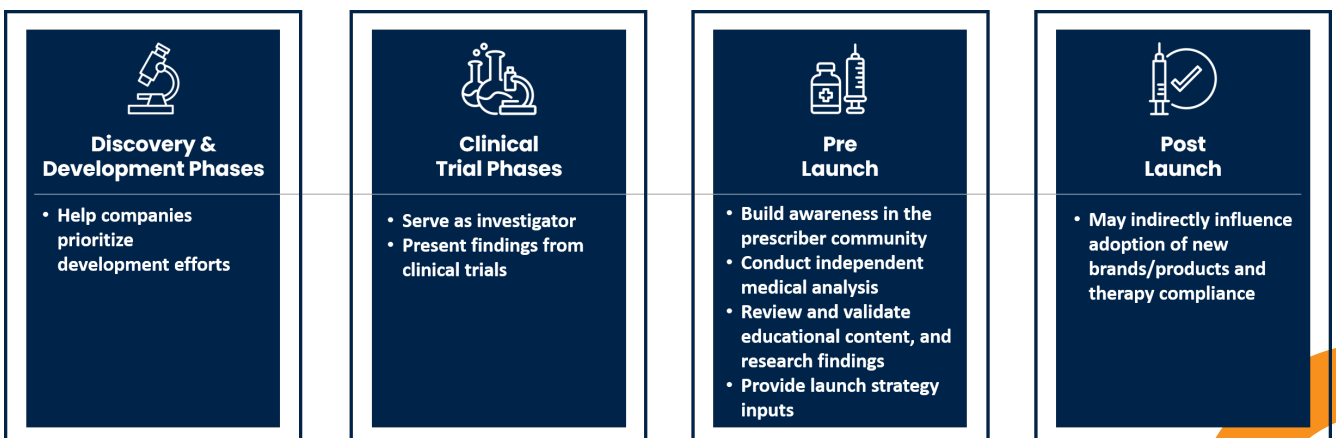 Discovery &
Development Phases
• Help companies
prioritize
development efforts
Clinical
Trial Phases
• Serve as investigator
• Present findings from
clinical trials
Pre
Launch
• Build awareness in the
prescriber community
• Conduct independent
medical analysis
• Review and validate
educational content, and
research findings
• Provide launch strategy
inputs
Post
Launch
• May indirectly influence
adoption of new
brands/products and
therapy compliance